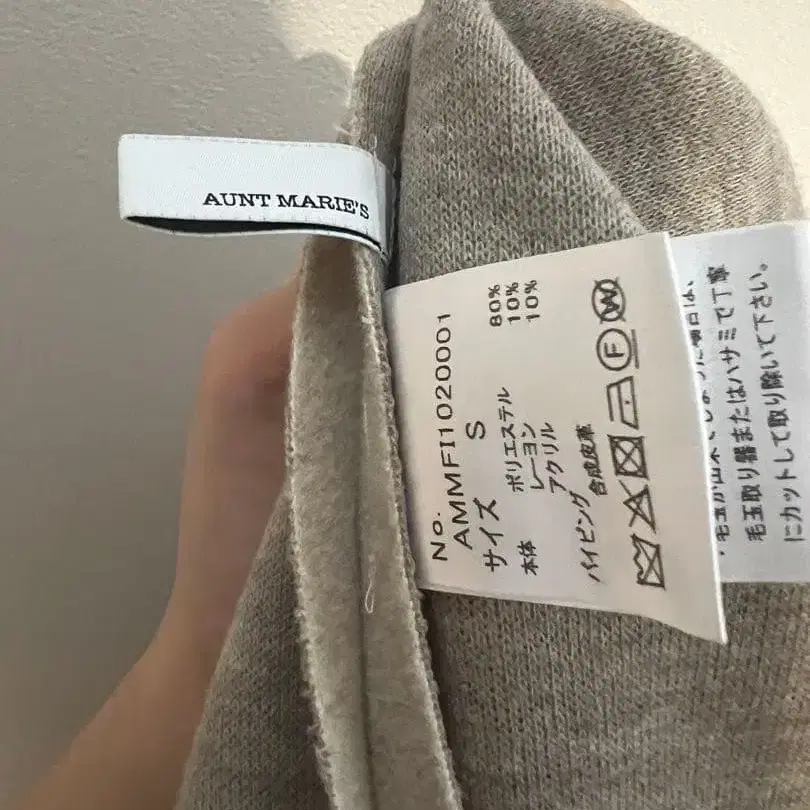 AUNT MARIE'S
No.
AMMFI1020001
サイズ S
本体 ポリエステル 80%
レーヨン 10%
アクリル 10%
パイピング
合成皮革
F W
毛玉取り器またはハサミで丁寧
にカットして取り除いて下さい。